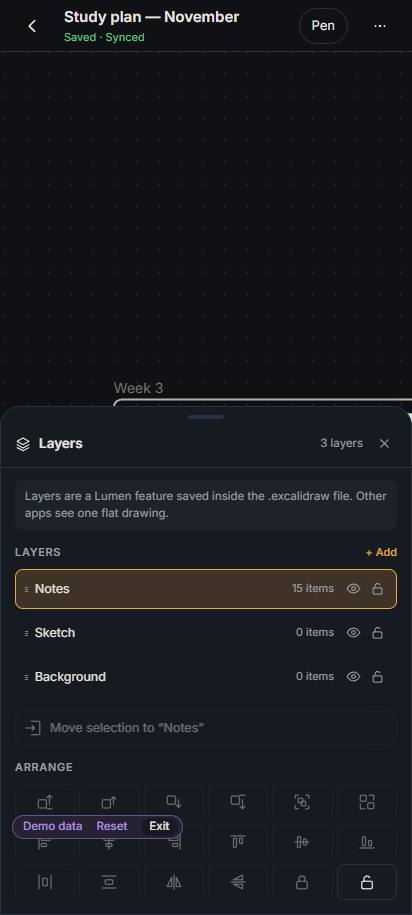 Study plan — November
Saved · Synced
Pen
Week 3
Layers
3 layers
Layers are a Lumen feature saved inside the .excalidraw file. Other
apps see one flat drawing.
LAYERS
+ Add
Notes
15 items
Sketch
0 items
Background
0 items
Move selection to “Notes”
ARRANGE
Demo data
Reset
Exit